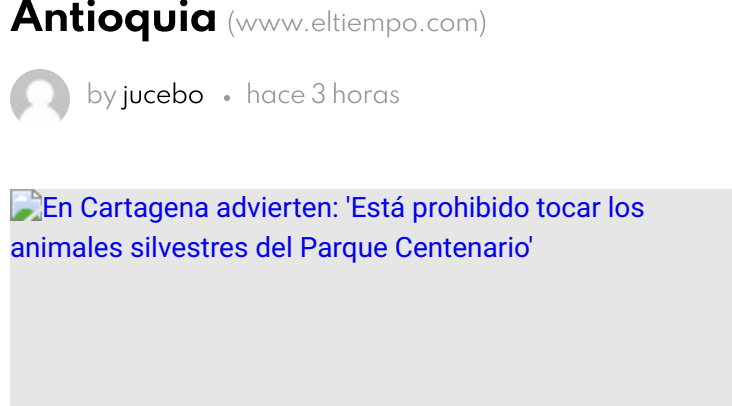 Antioquia (www.eltiempo.com)
by jucebo • hace 3 horas
En Cartagena advierten: 'Está prohibido tocar los
animales silvestres del Parque Centenario'